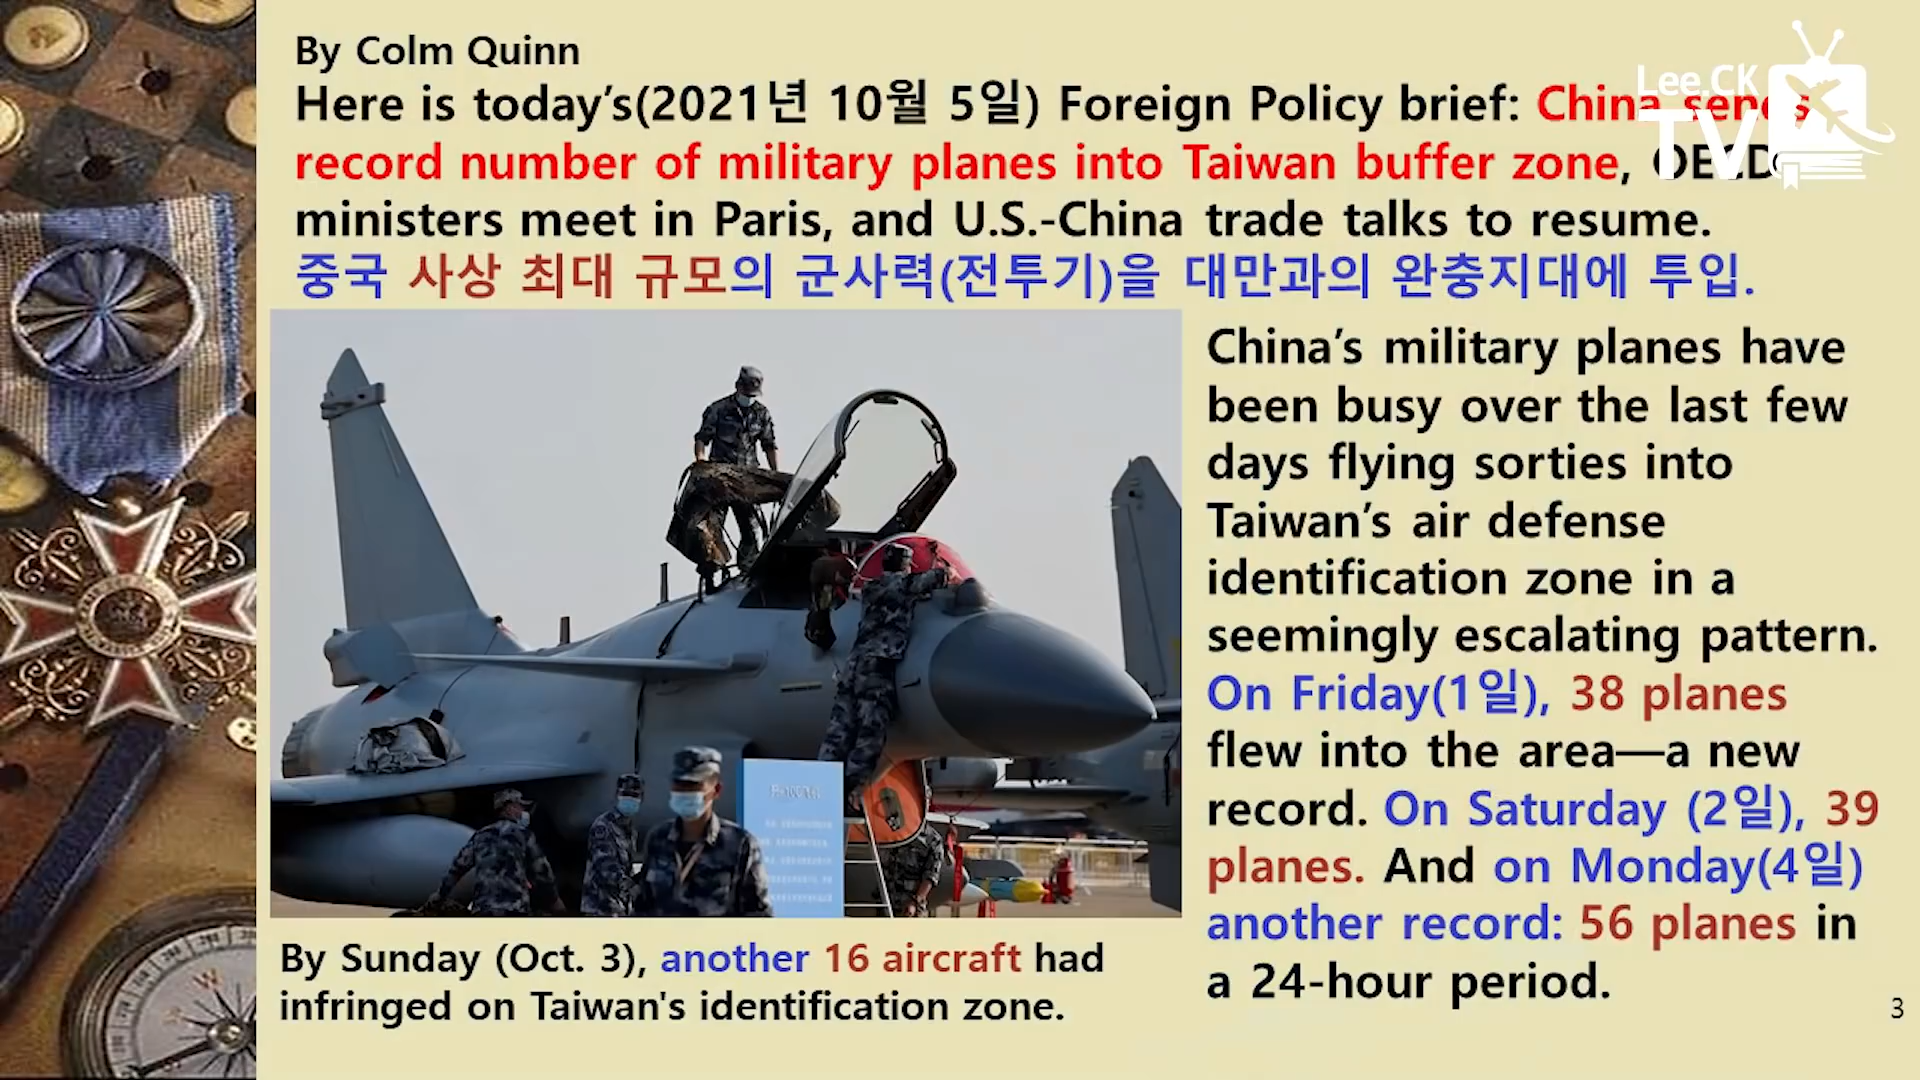 By Colm Quinn
Here is today's(2021년 10월 5일) Foreign Policy brief: China sends
record number of military planes into Taiwan buffer zone, OECD
ministers meet in Paris, and U.S.-China trade talks to resume.
중국 사상 최대 규모의 군사력(전투기)을 대만과의 완충지대에 투입.
Lee.CK
TV
China's military planes have
been busy over the last few
days flying sorties into
Taiwan's air defense
identification zone in a
seemingly escalating pattern.
On Friday(1일), 38 planes
flew into the area—a new
record. On Saturday (2일), 39
planes. And on Monday(4일)
another record: 56 planes in
a 24-hour period.
By Sunday (Oct. 3), another 16 aircraft had
infringed on Taiwan's identification zone.
3